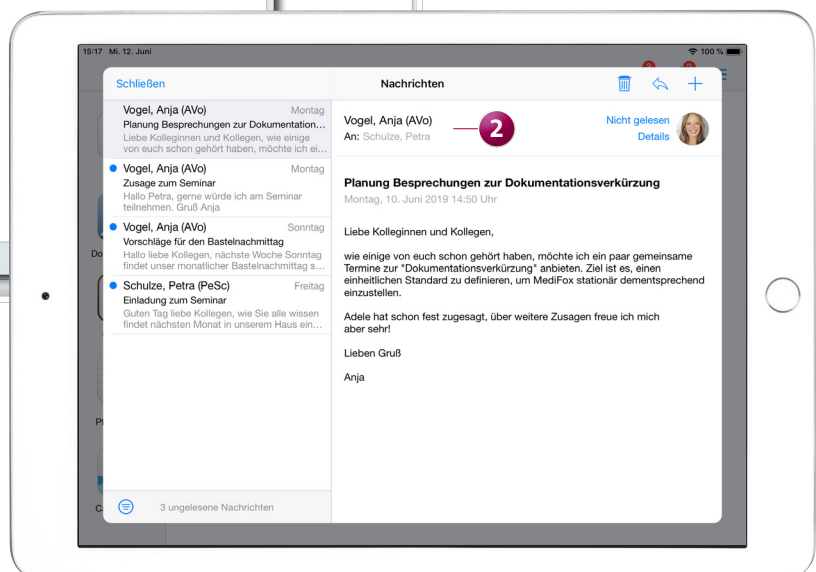 15:17 Mi. 12. Juni
100 %
Schließen
Nachrichten
Vogel, Anja (AVo) Montag
Planung Besprechungen zur Dokumentation…
Liebe Kolleginnen und Kollegen, wie einige
von euch schon gehört haben, möchte ich ei…
Vogel, Anja (AVo) Montag
Zusage zum Seminar
Hallo Petra, gerne würde ich am Seminar
teilnehmen. Gruß Anja
Vogel, Anja (AVo) Sonntag
Vorschläge für den Bastelnachmittag
Hallo liebe Kollegen, nächste Woche Sonntag
findet unser monatlicher Bastelnachmittag s…
Schulze, Petra (PeSc) Freitag
Einladung zum Seminar
Guten Tag liebe Kollegen, wie Sie alle wissen
findet nächsten Monat in unserem Haus ein…
3 ungelesene Nachrichten
Vogel, Anja (AVo)
An: Schulze, Petra
2
Nicht gelesen
Details
Planung Besprechungen zur Dokumentationsverkürzung
Montag, 10. Juni 2019 14:50 Uhr
Liebe Kolleginnen und Kollegen,
wie einige von euch schon gehört haben, möchte ich ein paar gemeinsame
Termine zur "Dokumentationsverkürzung" anbieten. Ziel ist es, einen
einheitlichen Standard zu definieren, um MediFox stationär dementsprechend
einzustellen.
Adele hat schon fest zugesagt, über weitere Zusagen freue ich mich
aber sehr!
Lieben Gruß
Anja